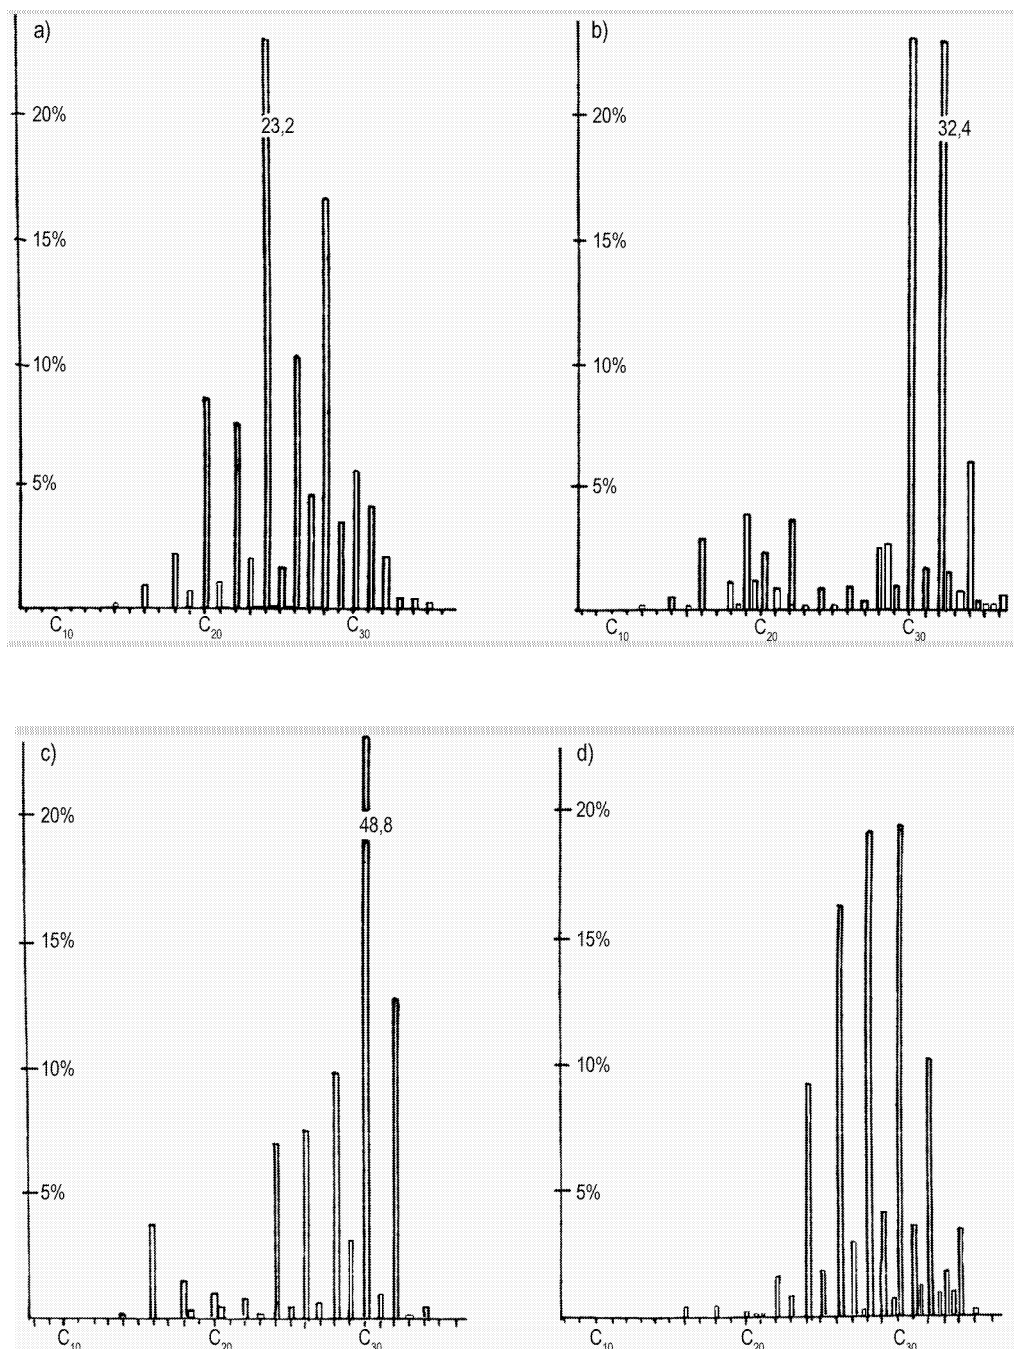 a)
20%
23,2
15%
10%
5%
C₁₀ C₂₀ C₃₀
b)
20%
32,4
15%
10%
5%
C₁₀ C₂₀ C₃₀
c)
20%
48,8
15%
10%
5%
C₁₀ C₂₀ C₃₀
d)
20%
15%
10%
5%
C₁₀ C₂₀ C₃₀